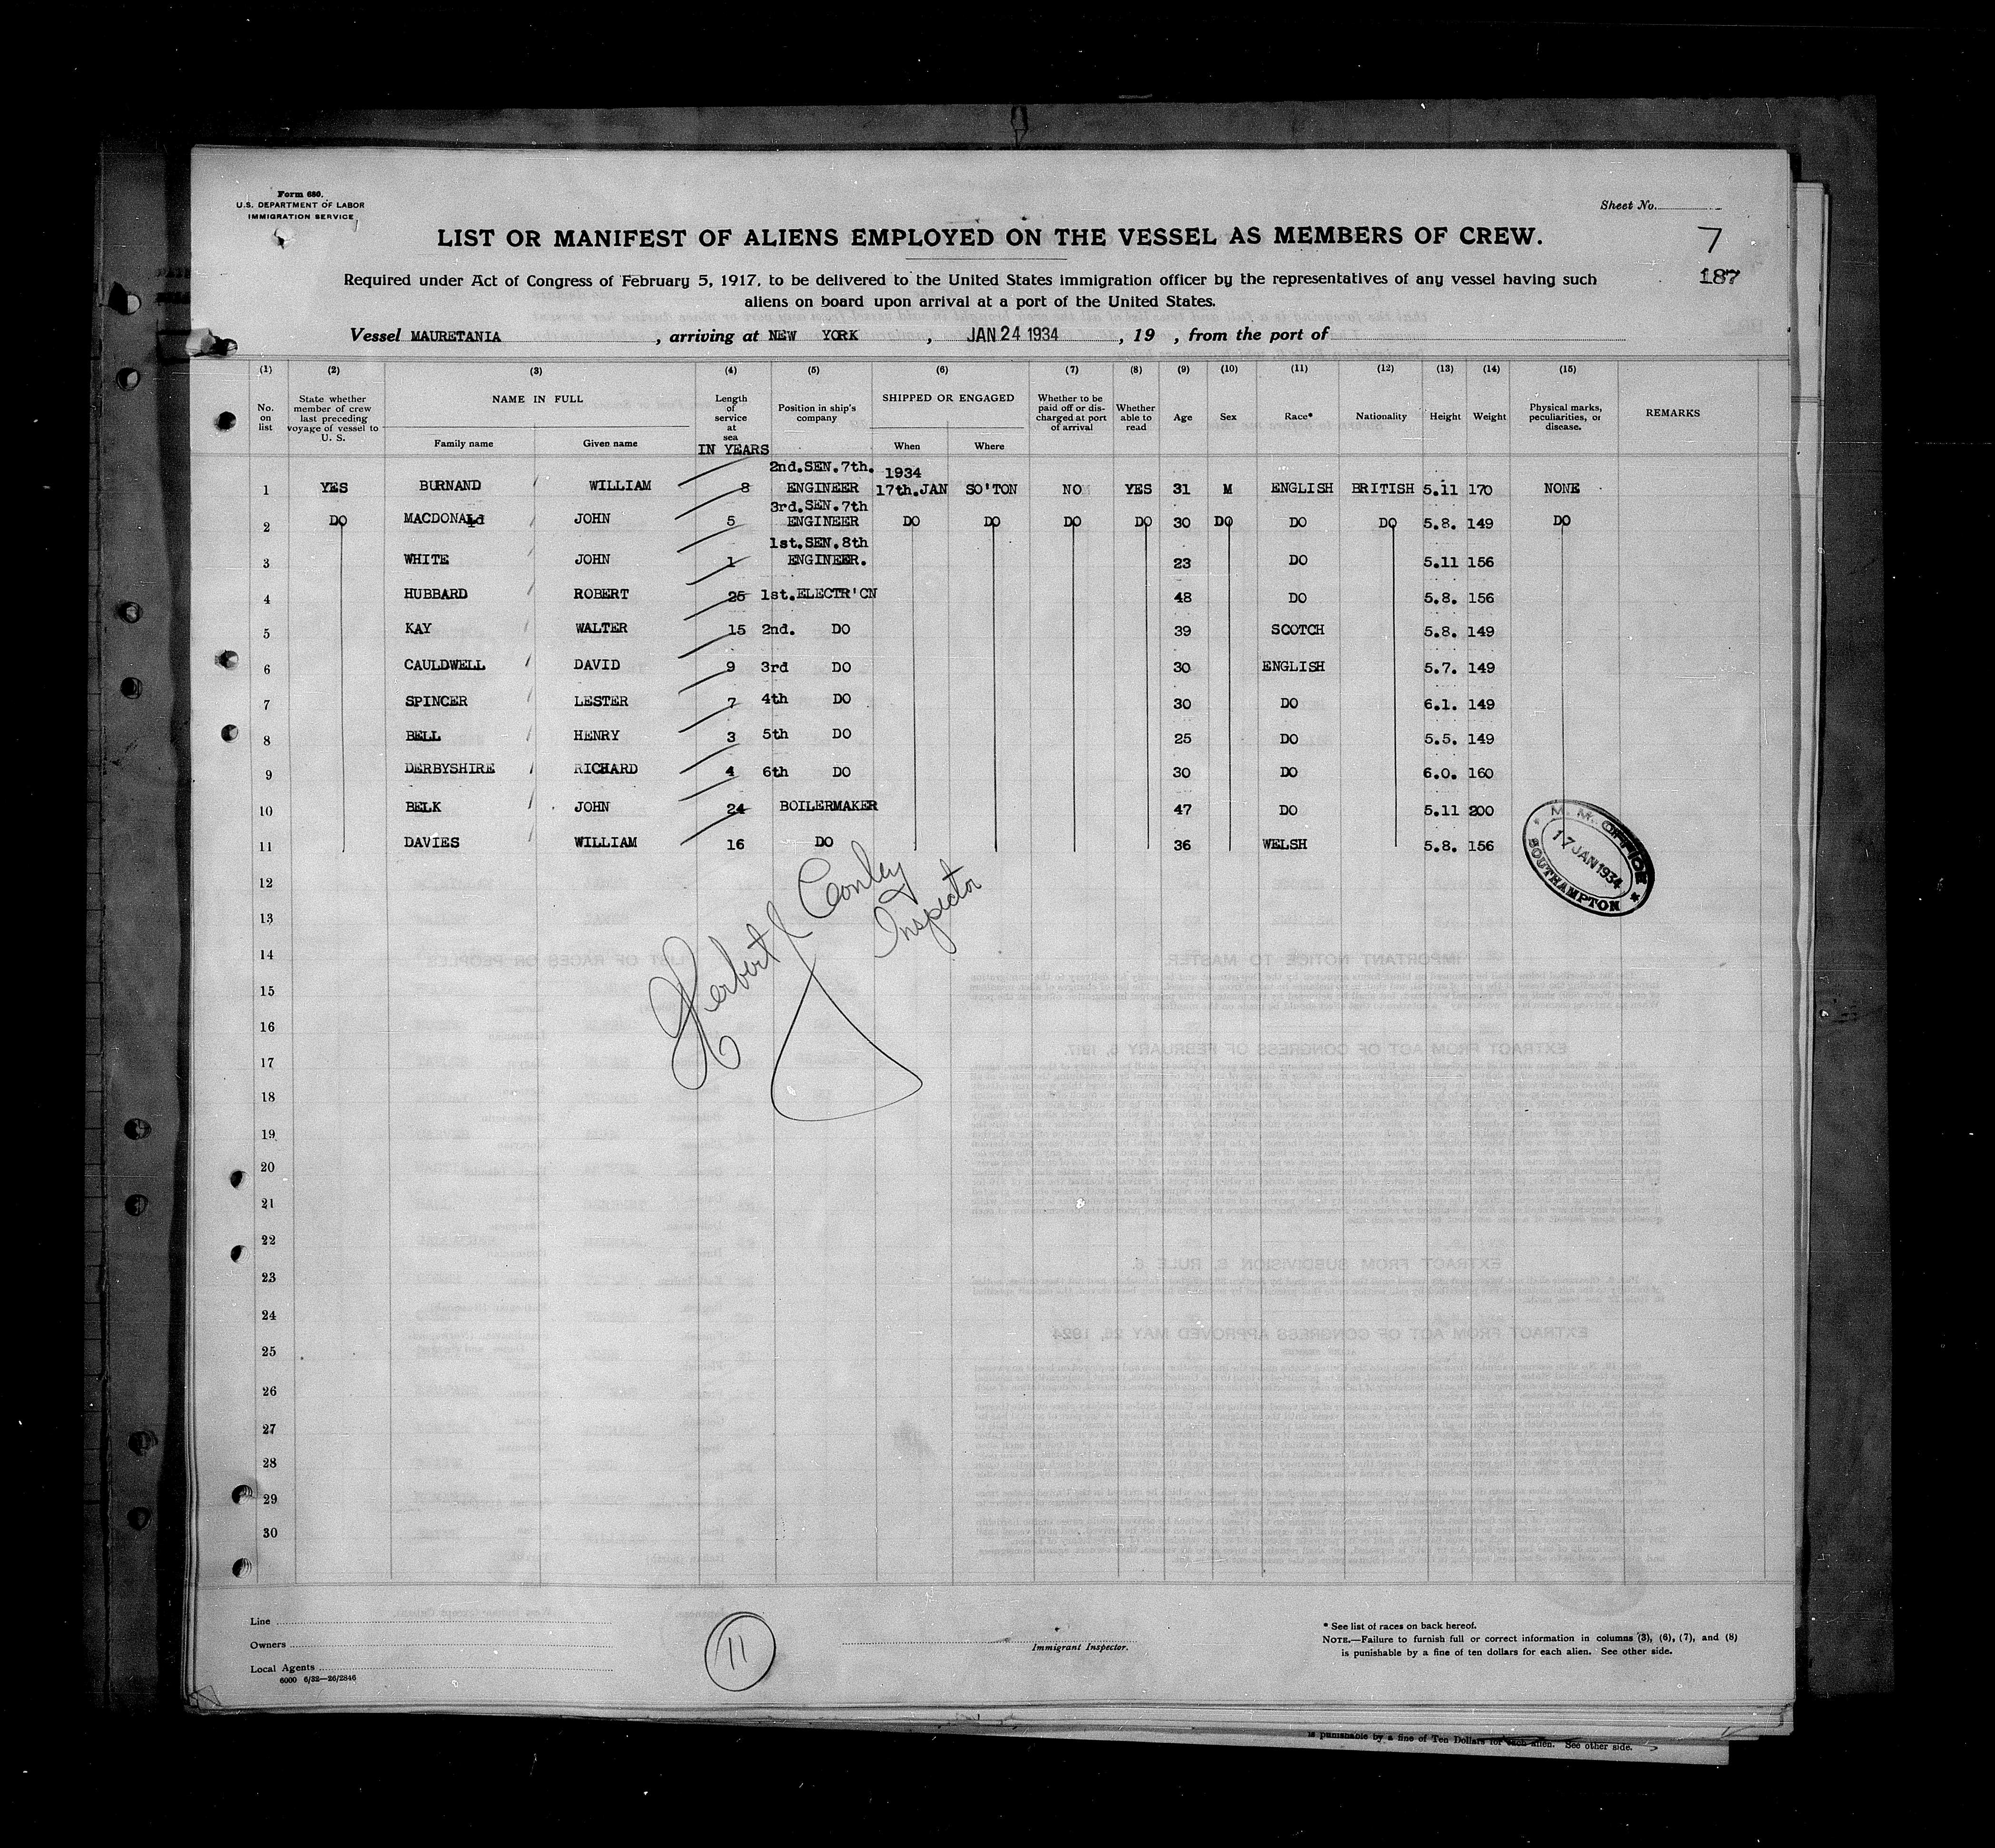 Form 680.
U.S. DEPARTMENT OF LABOR
IMMIGRATION SERVICE
Sheet No.
LIST OR MANIFEST OF ALIENS EMPLOYED ON THE VESSEL AS MEMBERS OF CREW.
7
187
Required under Act of Congress of February 5, 1917, to be delivered to the United States immigration officer by the representatives of any vessel having such
aliens on board upon arrival at a port of the United States.
Vessel MAURETANIA, arriving at NEW YORK, JAN 24 1934, 19 , from the port of
(1) (2) (3) (4) (5) (6) (7) (8) (9) (10) (11) (12) (13) (14) (15)
No. on list
State whether member of crew last preceding voyage of vessel to U. S.
NAME IN FULL
Family name
Given name
Length of service at sea
IN YEARS
Position in ship's company
SHIPPED OR ENGAGED
When
Where
Whether to be paid off or discharged at port of arrival
Whether able to read
Age
Sex
Race*
Nationality
Height
Weight
Physical marks, peculiarities, or disease.
REMARKS
2nd.SEN.7th. 1934
1 YES BURNAND WILLIAM 8 ENGINEER 17th.JAN SO'TON NO YES 31 M ENGLISH BRITISH 5.11 170 NONE
3rd.SEN.7th
2 DO MACDONALd JOHN 5 ENGINEER DO DO DO DO 30 DO DO DO 5.8. 149 DO
1st.SEN.8th
3 WHITE JOHN 1 ENGINEER. 23 DO 5.11 156
4 HUBBARD ROBERT 25 1st.ELECTR'CN 48 DO 5.8. 156
5 KAY WALTER 15 2nd. DO 39 SCOTCH 5.8. 149
6 CAULDWELL DAVID 9 3rd DO 30 ENGLISH 5.7. 149
7 SPINCER LESTER 7 4th DO 30 DO 6.1. 149
8 BELL HENRY 3 5th DO 25 DO 5.5. 149
9 DERBYSHIRE RICHARD 4 6th DO 30 DO 6.0. 160
10 BELK JOHN 24 BOILERMAKER 47 DO 5.11 200
11 DAVIES WILLIAM 16 DO 36 WELSH 5.8. 156
M. M. OFFICE
17 JAN 1934
SOUTHAMPTON
12
13
Herbert J Conley
Inspector
14
15
16
17
18
19
20
21
22
23
24
25
26
27
28
29
30
Line
Owners
Local Agents
6000 6/32—26/2846
11
Immigrant Inspector.
* See list of races on back hereof.
NOTE.—Failure to furnish full or correct information in columns (3), (6), (7), and (8)
is punishable by a fine of ten dollars for each alien. See other side.
is punishable by a fine of Ten Dollars for each alien. See other side.